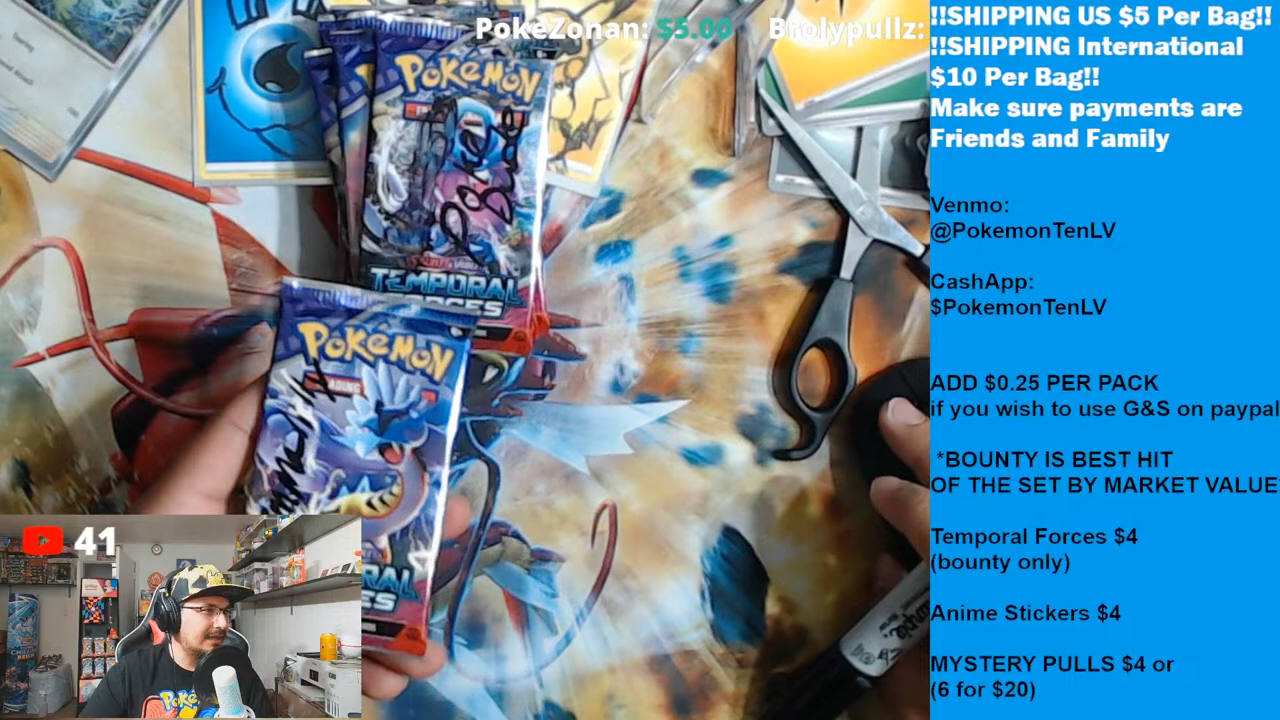 PokeZonan: $5.00 Brolypullz:
!!SHIPPING US $5 Per Bag!!
!!SHIPPING International
$10 Per Bag!!
Make sure payments are
Friends and Family
Venmo:
@PokemonTenLV
CashApp:
$PokemonTenLV
ADD $0.25 PER PACK
if you wish to use G&S on paypal
*BOUNTY IS BEST HIT
OF THE SET BY MARKET VALUE
Temporal Forces $4
(bounty only)
Anime Stickers $4
MYSTERY PULLS $4 or
(6 for $20)
POKÉMON
Poke
TEMPORAL
FORCES
POKÉMON
TRADING
41